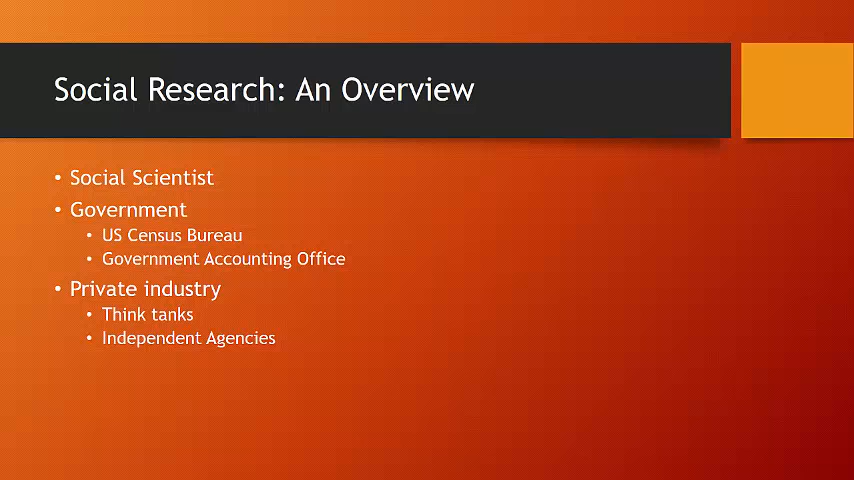 Social Research: An Overview
• Social Scientist
• Government
• US Census Bureau
• Government Accounting Office
• Private industry
• Think tanks
• Independent Agencies